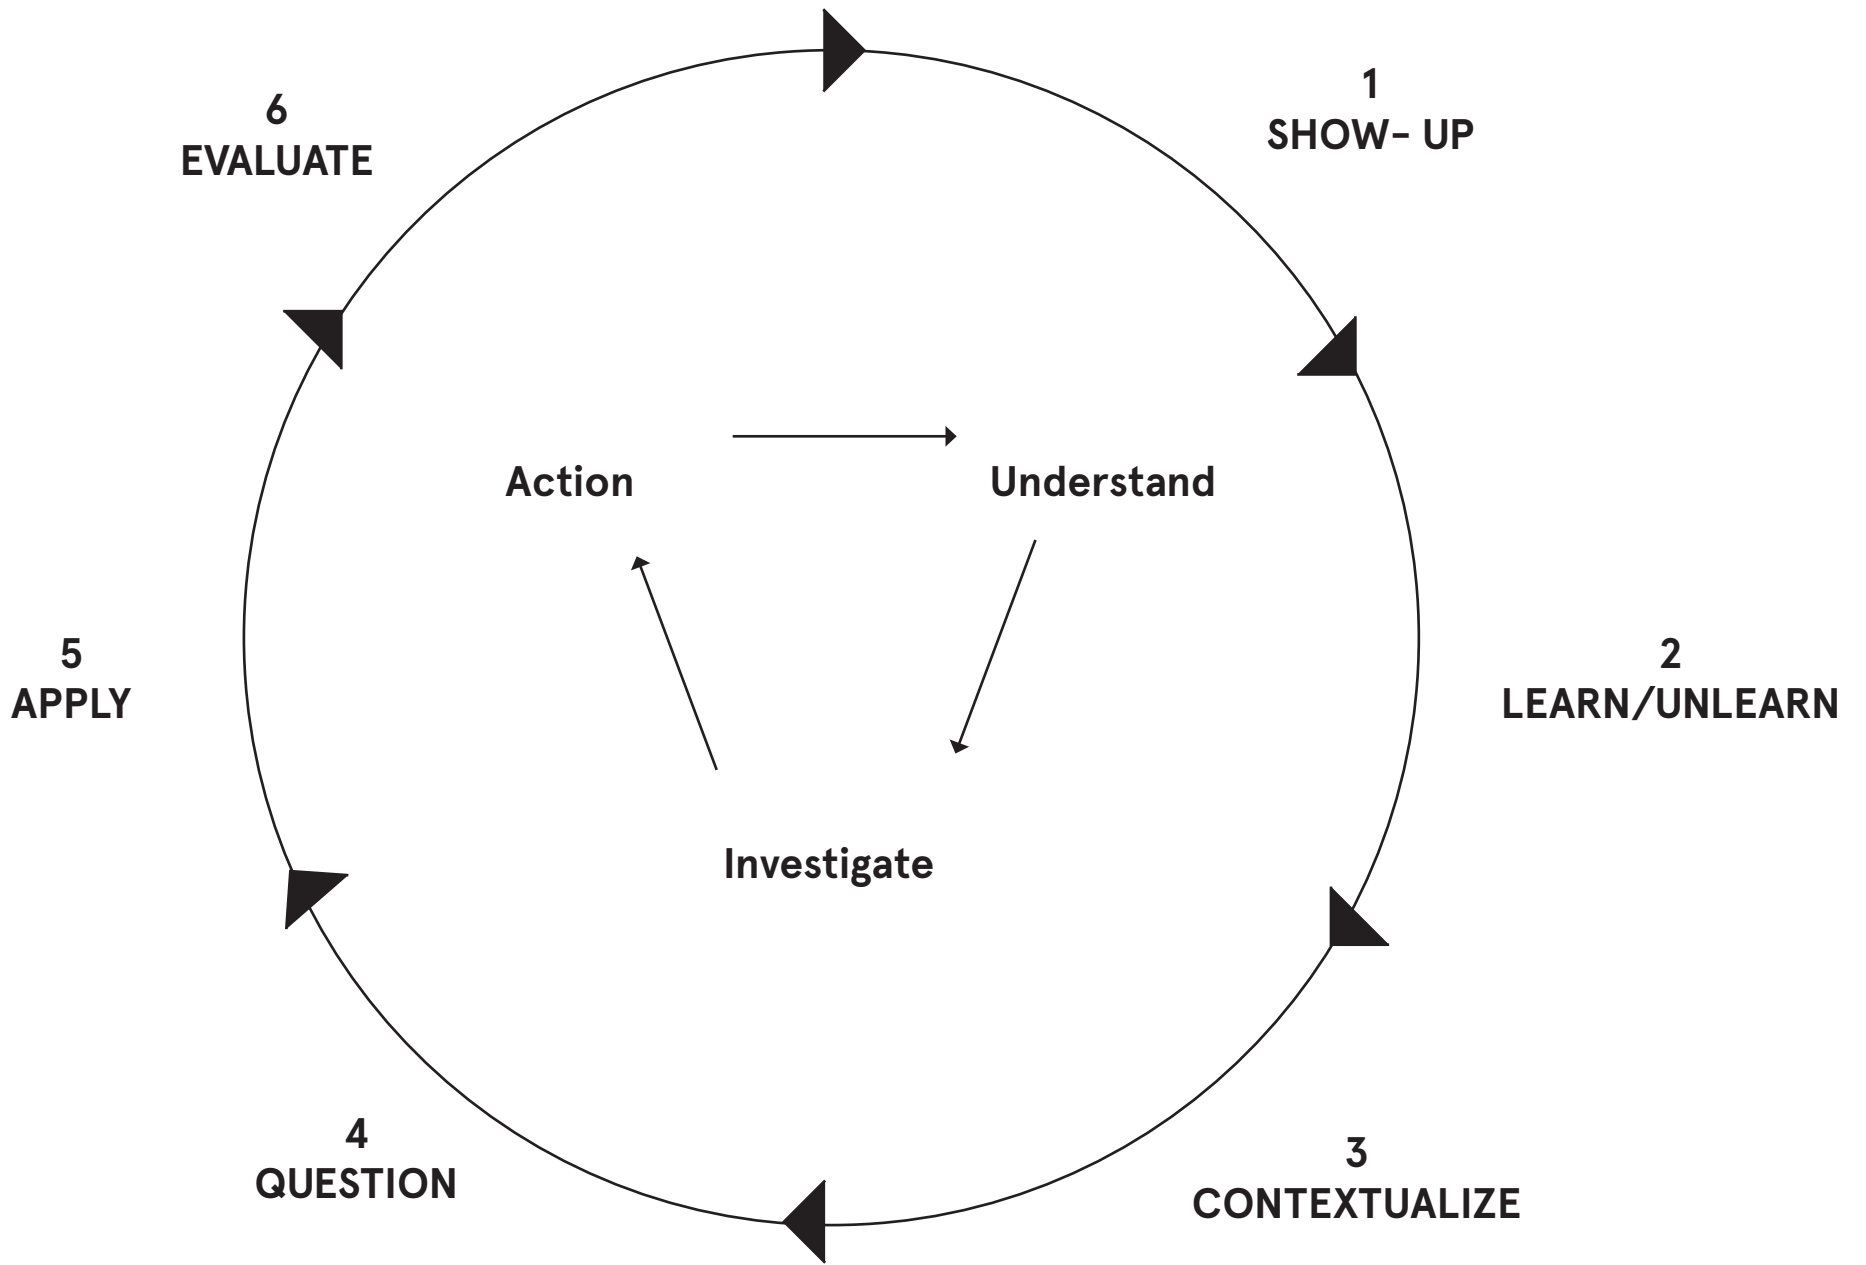 1
SHOW- UP
6
EVALUATE
Action
Understand
5
APPLY
2
LEARN/UNLEARN
Investigate
4
QUESTION
3
CONTEXTUALIZE